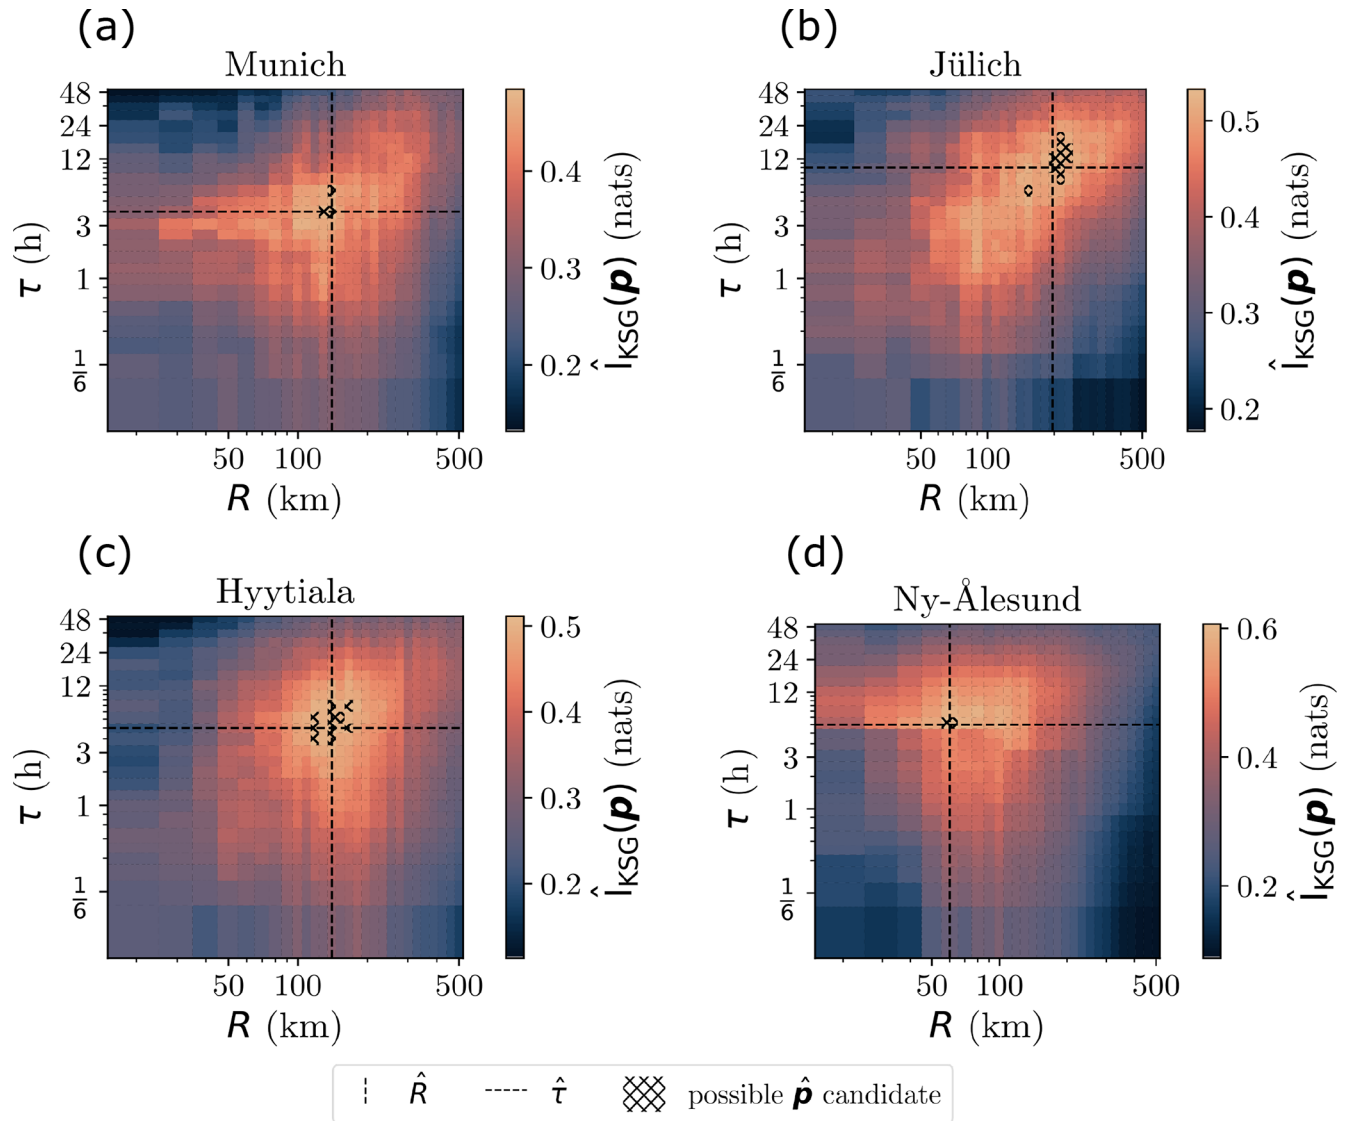 (a)
Munich
48
24
12
3
1
1/6
τ (h)
50 100 500
R (km)
0.4
0.3
0.2
Î_KSG(p) (nats)
(b)
Jülich
48
24
12
3
1
1/6
τ (h)
50 100 500
R (km)
0.5
0.4
0.3
0.2
Î_KSG(p) (nats)
(c)
Hyytiala
48
24
12
3
1
1/6
τ (h)
50 100 500
R (km)
0.5
0.4
0.3
0.2
Î_KSG(p) (nats)
(d)
Ny-Ålesund
48
24
12
3
1
1/6
τ (h)
50 100 500
R (km)
0.6
0.4
0.2
Î_KSG(p) (nats)
R̂ τ̂ possible p̂ candidate